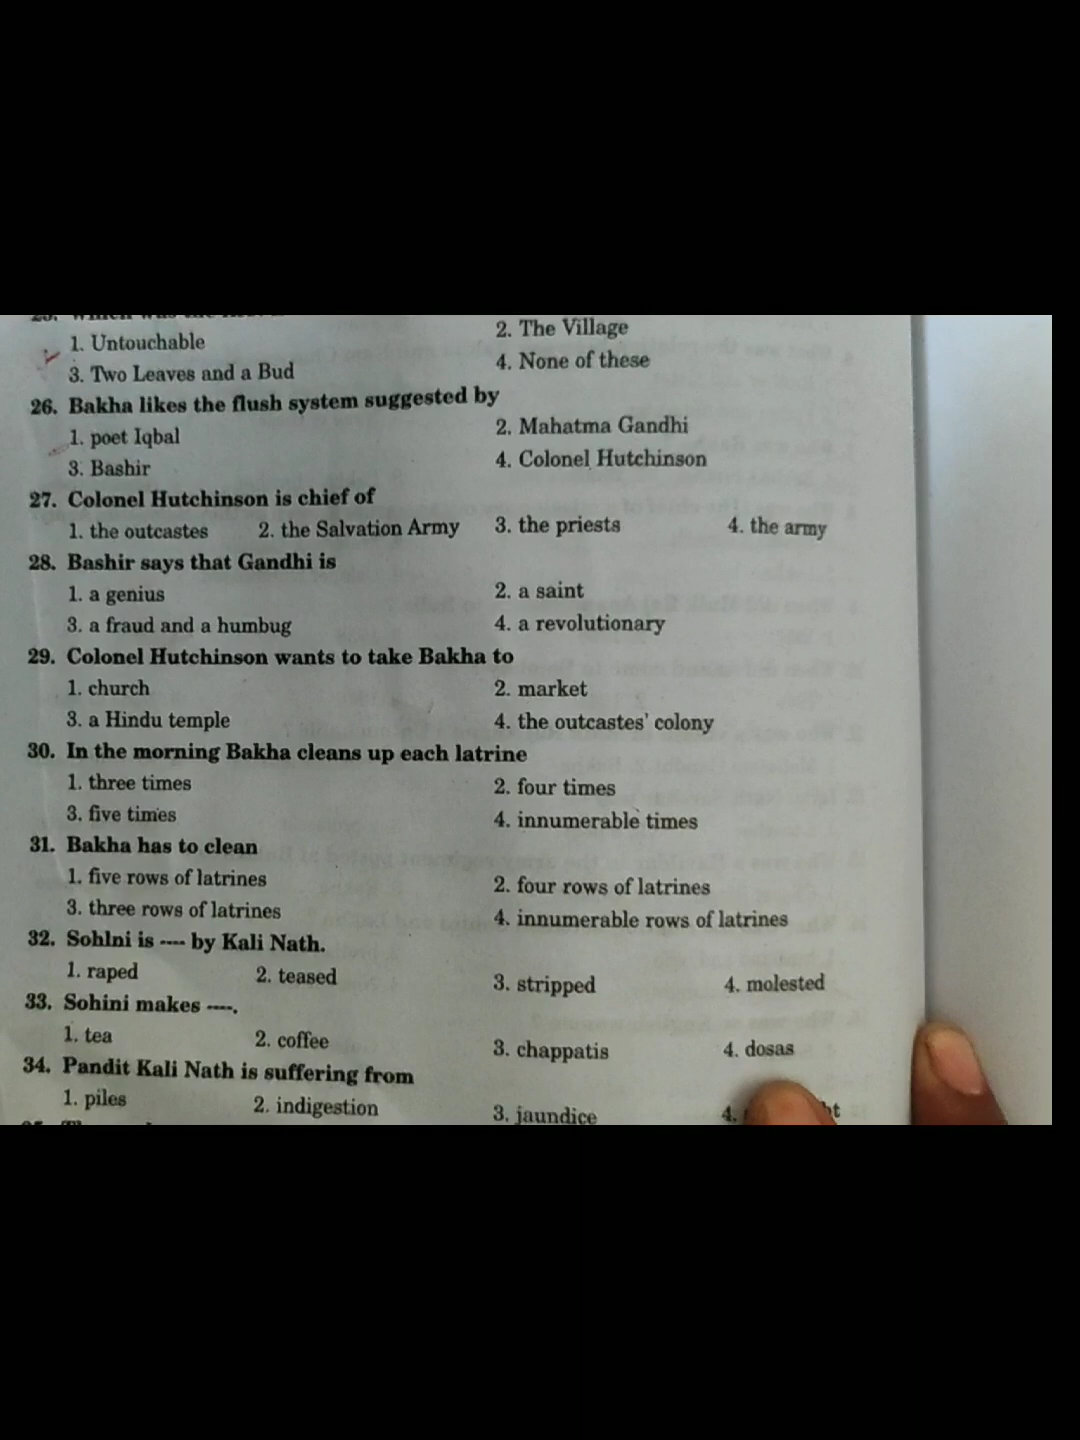 1. Untouchable 2. The Village
3. Two Leaves and a Bud 4. None of these
26. Bakha likes the flush system suggested by
1. poet Iqbal 2. Mahatma Gandhi
3. Bashir 4. Colonel Hutchinson
27. Colonel Hutchinson is chief of
1. the outcastes 2. the Salvation Army 3. the priests 4. the army
28. Bashir says that Gandhi is
1. a genius 2. a saint
3. a fraud and a humbug 4. a revolutionary
29. Colonel Hutchinson wants to take Bakha to
1. church 2. market
3. a Hindu temple 4. the outcastes' colony
30. In the morning Bakha cleans up each latrine
1. three times 2. four times
3. five times 4. innumerable times
31. Bakha has to clean
1. five rows of latrines 2. four rows of latrines
3. three rows of latrines 4. innumerable rows of latrines
32. Sohlni is ---- by Kali Nath.
1. raped 2. teased 3. stripped 4. molested
33. Sohini makes ----.
1. tea 2. coffee 3. chappatis 4. dosas
34. Pandit Kali Nath is suffering from
1. piles 2. indigestion 3. jaundice 4.